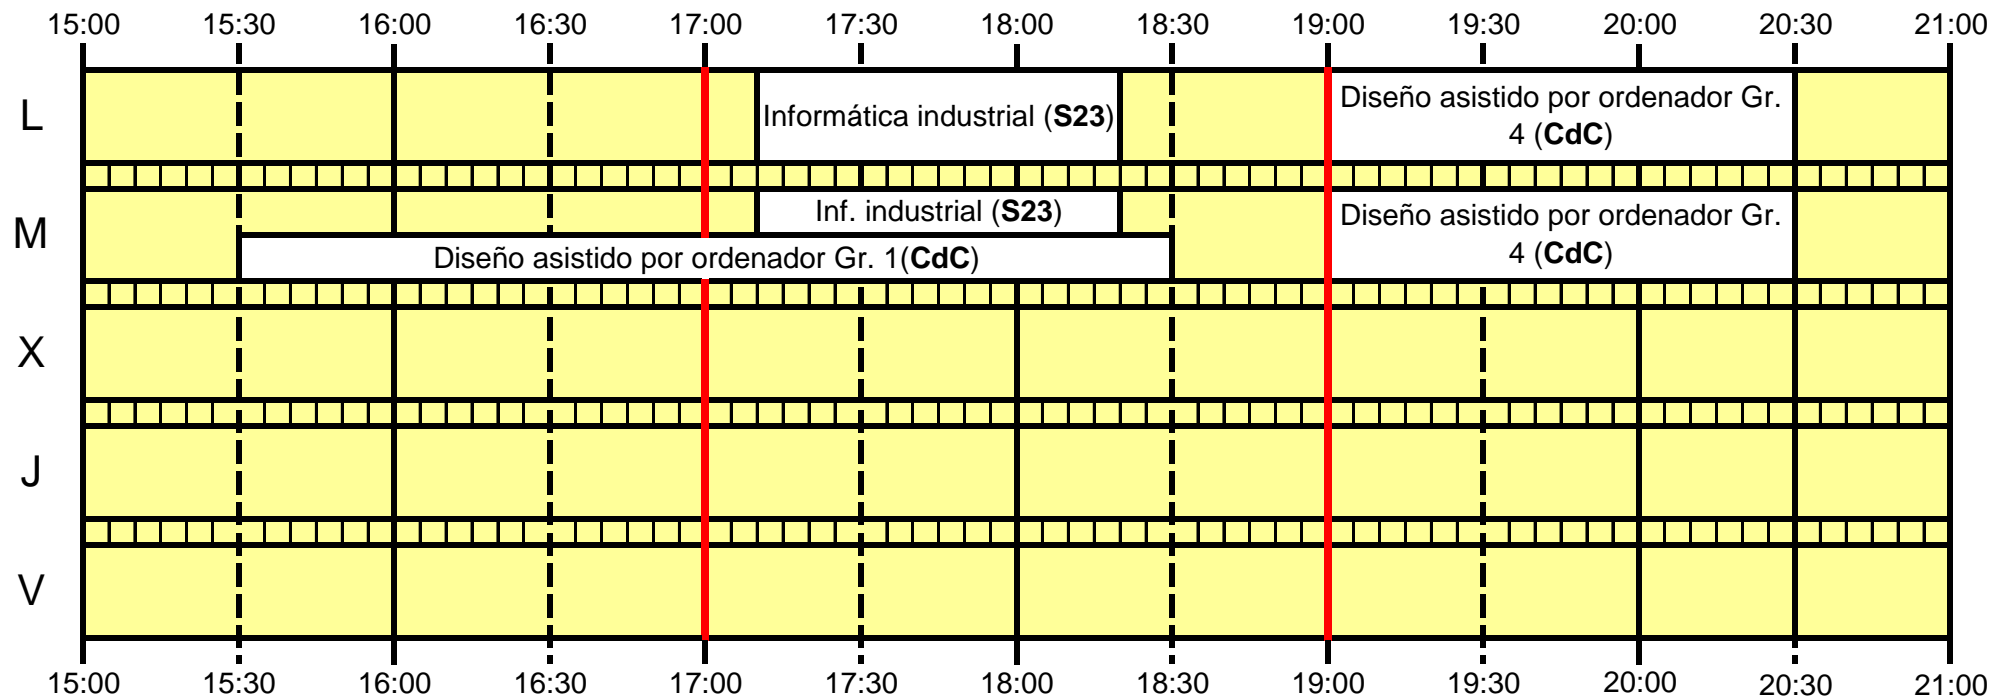 15:00 15:30 16:00 16:30 17:00 17:30 18:00 18:30 19:00 19:30 20:00 20:30 21:00
L
Informática industrial (S23)
Diseño asistido por ordenador Gr.
4 (CdC)
M
Inf. industrial (S23)
Diseño asistido por ordenador Gr. 1(CdC)
Diseño asistido por ordenador Gr.
4 (CdC)
X
J
V
15:00 15:30 16:00 16:30 17:00 17:30 18:00 18:30 19:00 19:30 20:00 20:30 21:00